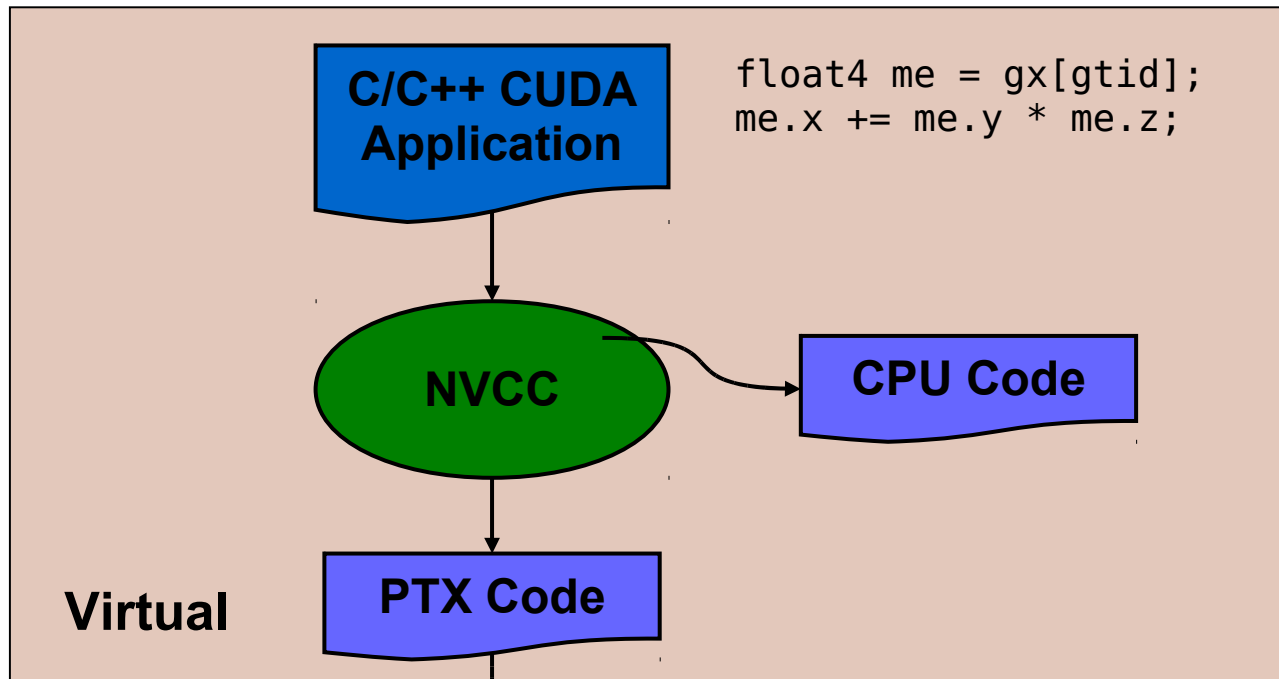 C/C++ CUDA
Application
float4 me = gx[gtid];
me.x += me.y * me.z;
NVCC
CPU Code
PTX Code
Virtual